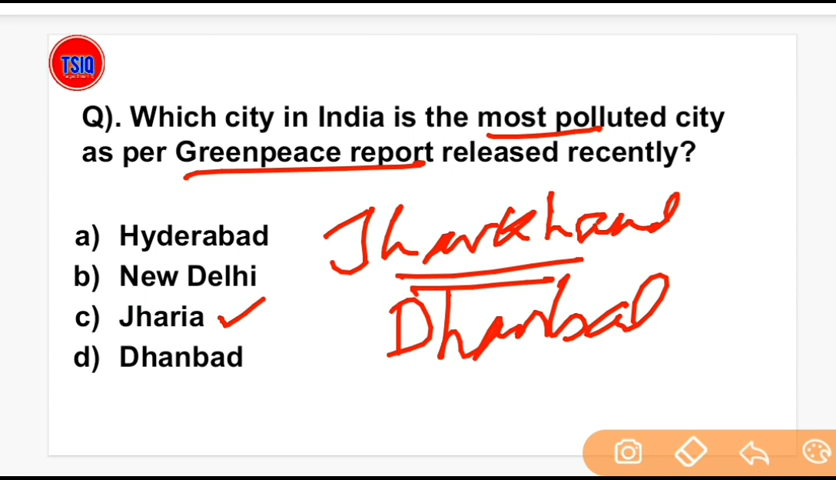 TSIQ
Q). Which city in India is the most polluted city
as per Greenpeace report released recently?
a) Hyderabad
b) New Delhi
c) Jharia
d) Dhanbad
Jharkhand
Dhanbad